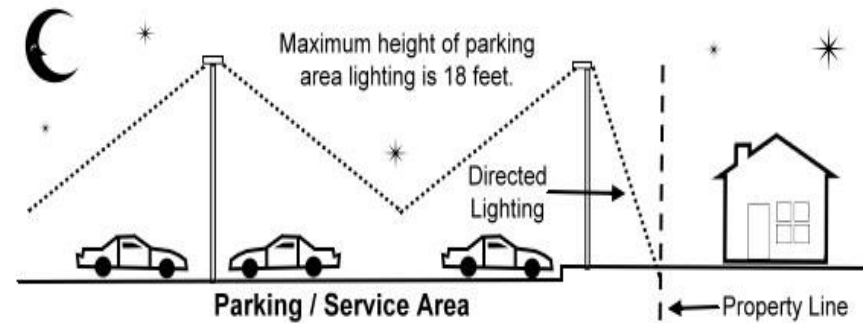 Maximum height of parking
area lighting is 18 feet.
Directed
Lighting
Parking / Service Area
Property Line